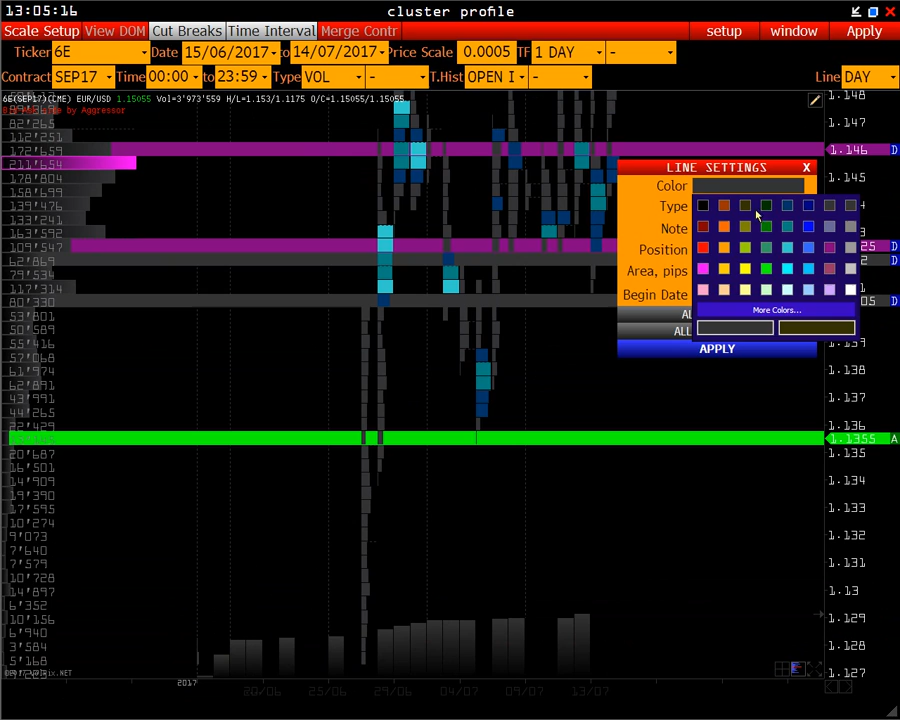 13:05:16 cluster profile
Scale Setup View DOM Cut Breaks Time Interval Merge Contr setup window Apply
Ticker 6E Date 15/06/2017 to 14/07/2017 Price Scale 0.0005 TF 1 DAY -
Contract SEP17 Time 00:00 to 23:59 Type VOL - T.Hist OPEN I - Line DAY
6E(SEP17)(CME) EUR/USD 1.15055 Vol=3'973'559 H/L=1.153/1.1175 O/C=1.15055/1.15055
by Aggressor
82'265
112'251
172'659
211'654
178'804
158'699
139'476
133'241
163'592
109'547
62'869
79'534
117'314
80'330
53'801
50'589
55'344
57'068
61'974
62'891
43'991
44'265
22'429
20'687
16'501
14'909
19'390
17'595
10'274
9'073
7'640
7'579
10'728
14'897
6'352
10'156
6'940
3'584
5'168
1.148
1.147
1.146 D
1.145
25 D
D
05 D
1.139
1.138
1.137
1.136
1.1355 A
1.135
1.134
1.133
1.132
1.131
1.13
1.129
1.128
1.127
LINE SETTINGS X
Color
Type
Note
Position
Area, pips
Begin Date
More Colors...
AL
ALL
APPLY
2017
20/06 25/06 29/06 04/07 09/07 13/07